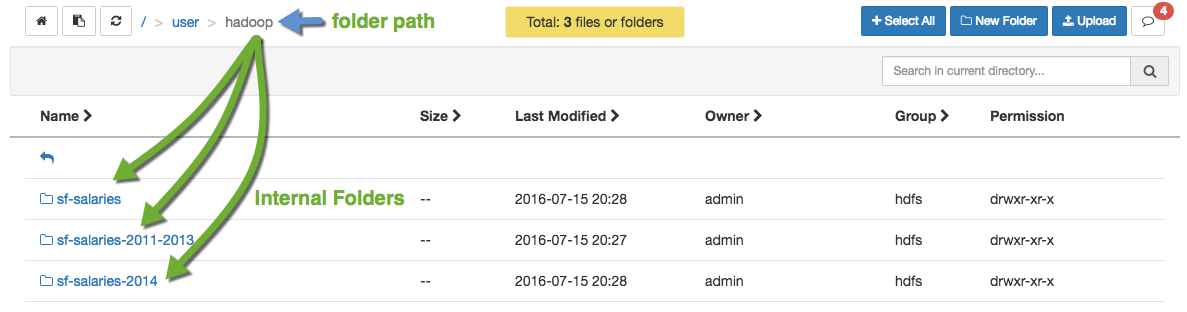 / > user > hadoop folder path Total: 3 files or folders Select All New Folder Upload 4
Search in current directory...
Name Size Last Modified Owner Group Permission
sf-salaries Internal Folders -- 2016-07-15 20:28 admin hdfs drwxr-xr-x
sf-salaries-2011-2013 -- 2016-07-15 20:27 admin hdfs drwxr-xr-x
sf-salaries-2014 -- 2016-07-15 20:28 admin hdfs drwxr-xr-x